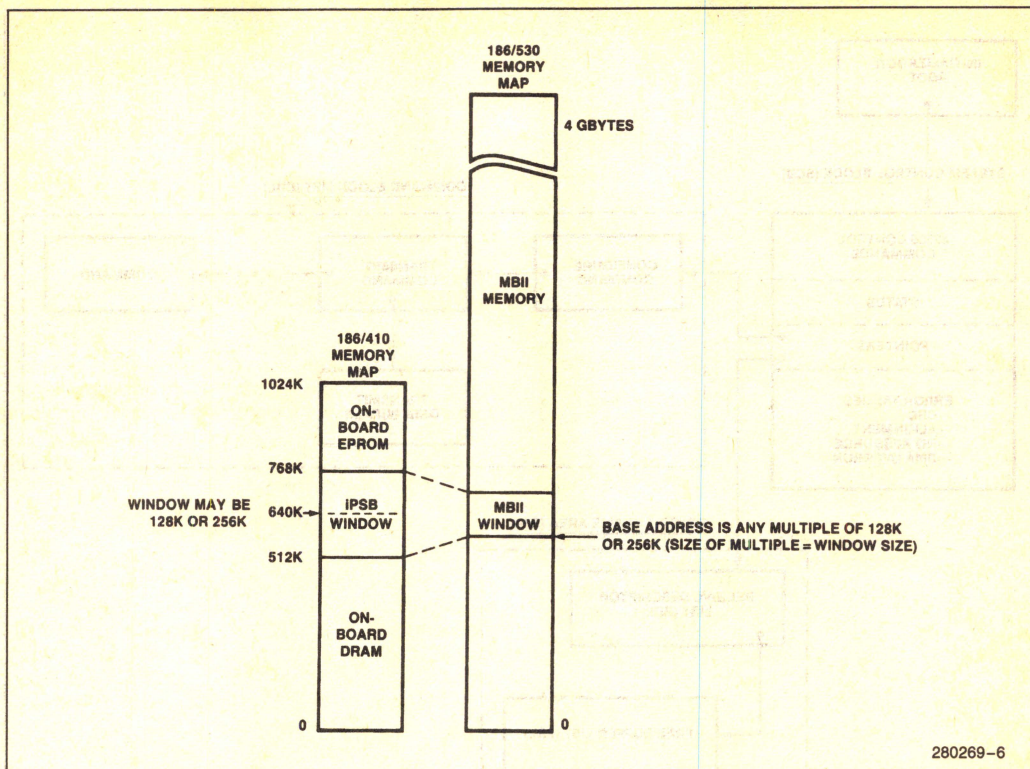 186/530
MEMORY
MAP
4 GBYTES
MBII
MEMORY
186/410
MEMORY
MAP
1024K
ON-
BOARD
EPROM
768K
WINDOW MAY BE
128K OR 256K
640K
iPSB
WINDOW
MBII
WINDOW
BASE ADDRESS IS ANY MULTIPLE OF 128K
OR 256K (SIZE OF MULTIPLE = WINDOW SIZE)
512K
ON-
BOARD
DRAM
0
0
280269-6